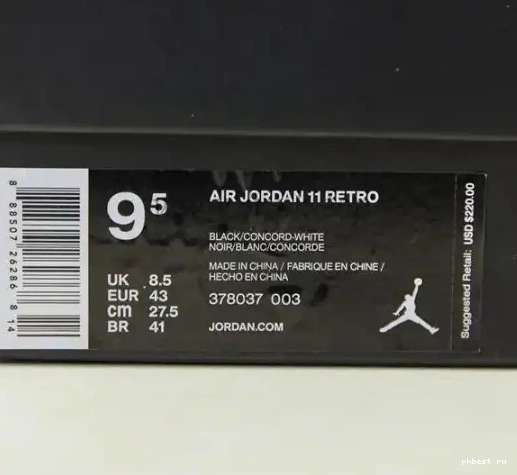 8 88507 26286 8 14
9 5
AIR JORDAN 11 RETRO
BLACK/CONCORD-WHITE
NOIR/BLANC/CONCORDE
MADE IN CHINA / FABRIQUE EN CHINE /
HECHO EN CHINA
UK 8.5
EUR 43
cm 27.5
BR 41
378037 003
JORDAN.COM
Suggested Retail: USD $220.00
phbest ru